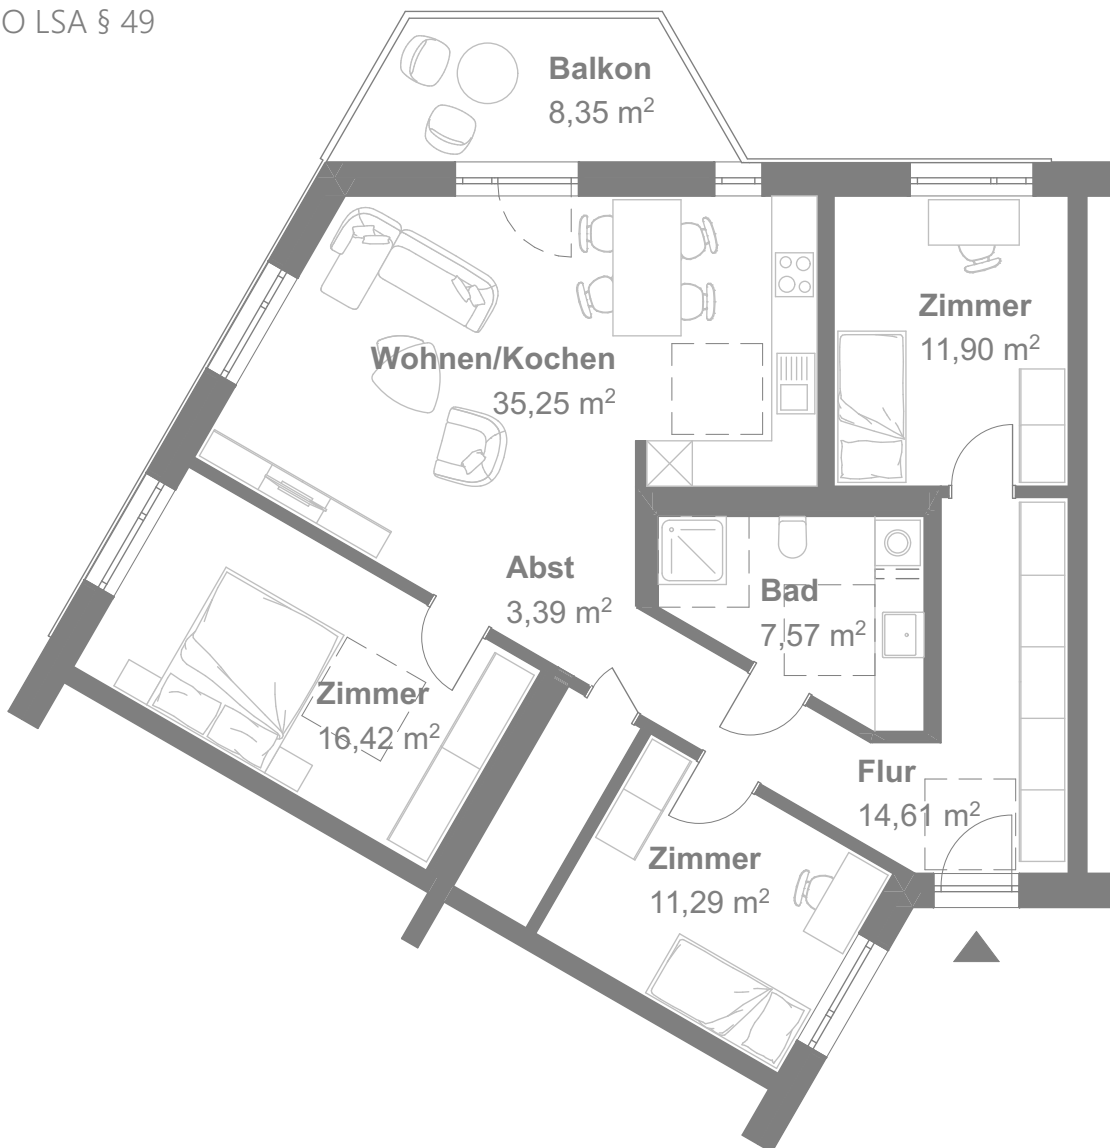 O LSA § 49
Balkon
8,35 m²
Zimmer
11,90 m²
Wohnen/Kochen
35,25 m²
Abst
3,39 m²
Bad
7,57 m²
Zimmer
16,42 m²
Flur
14,61 m²
Zimmer
11,29 m²